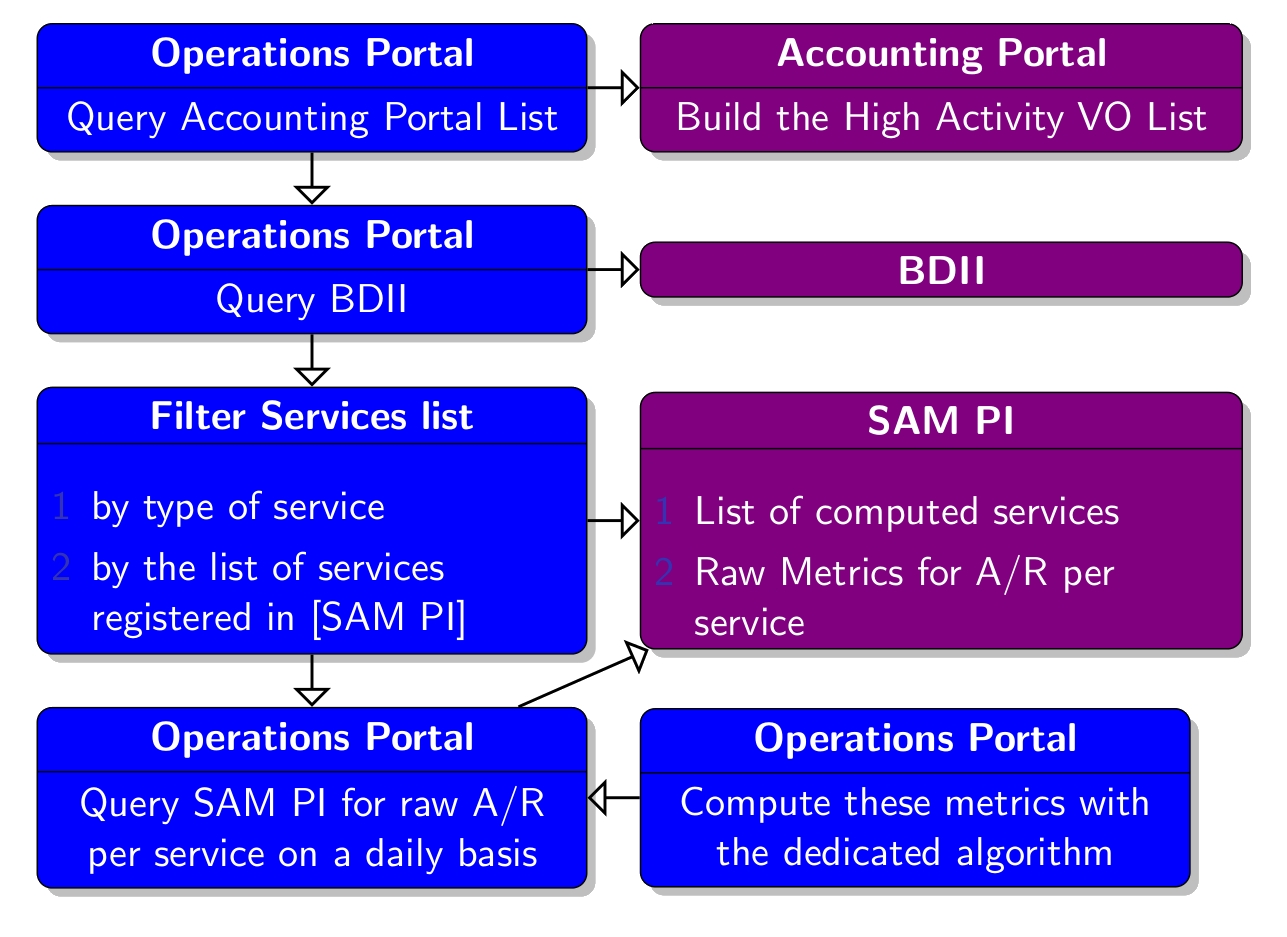 Operations Portal
Query Accounting Portal List
Accounting Portal
Build the High Activity VO List
Operations Portal
Query BDII
BDII
Filter Services list
1 by type of service
2 by the list of services
registered in [SAM PI]
SAM PI
1 List of computed services
2 Raw Metrics for A/R per
service
Operations Portal
Query SAM PI for raw A/R
per service on a daily basis
Operations Portal
Compute these metrics with
the dedicated algorithm